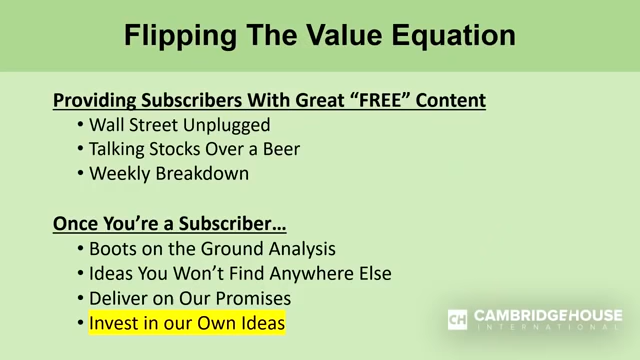 Flipping The Value Equation
Providing Subscribers With Great “FREE” Content
• Wall Street Unplugged
• Talking Stocks Over a Beer
• Weekly Breakdown
Once You’re a Subscriber…
• Boots on the Ground Analysis
• Ideas You Won’t Find Anywhere Else
• Deliver on Our Promises
• Invest in our Own Ideas
CH CAMBRIDGEHOUSE
INTERNATIONAL